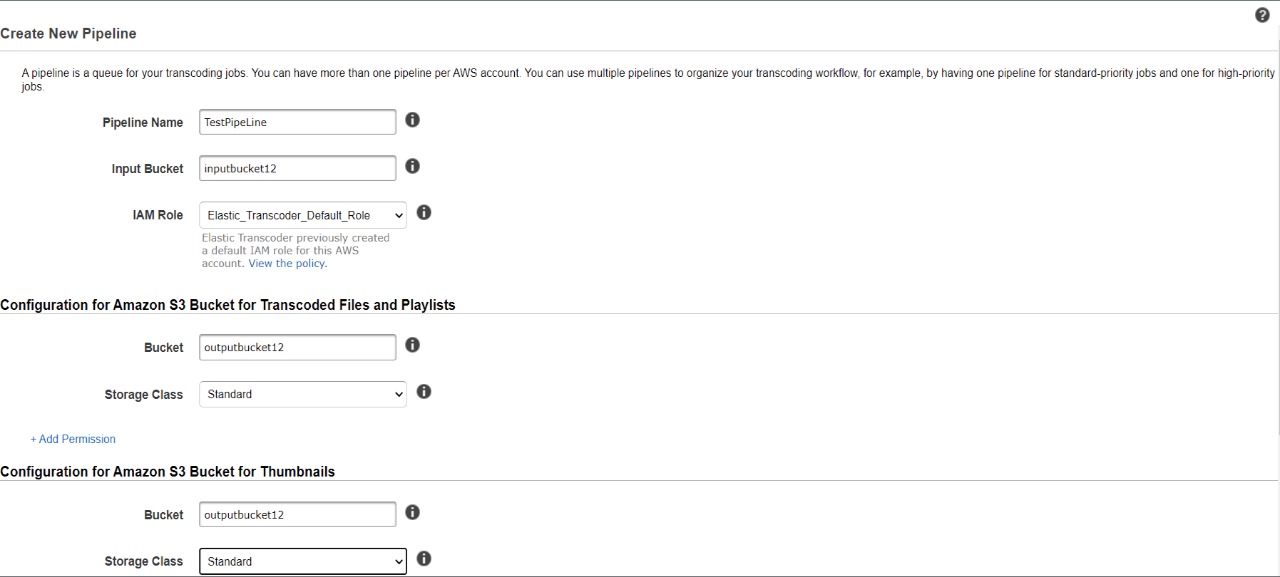 Create New Pipeline
A pipeline is a queue for your transcoding jobs. You can have more than one pipeline per AWS account. You can use multiple pipelines to organize your transcoding workflow, for example, by having one pipeline for standard-priority jobs and one for high-priority
jobs.
Pipeline Name TestPipeLine
Input Bucket inputbucket12
IAM Role Elastic_Transcoder_Default_Role
Elastic Transcoder previously created
a default IAM role for this AWS
account. View the policy.
Configuration for Amazon S3 Bucket for Transcoded Files and Playlists
Bucket outputbucket12
Storage Class Standard
+ Add Permission
Configuration for Amazon S3 Bucket for Thumbnails
Bucket outputbucket12
Storage Class Standard